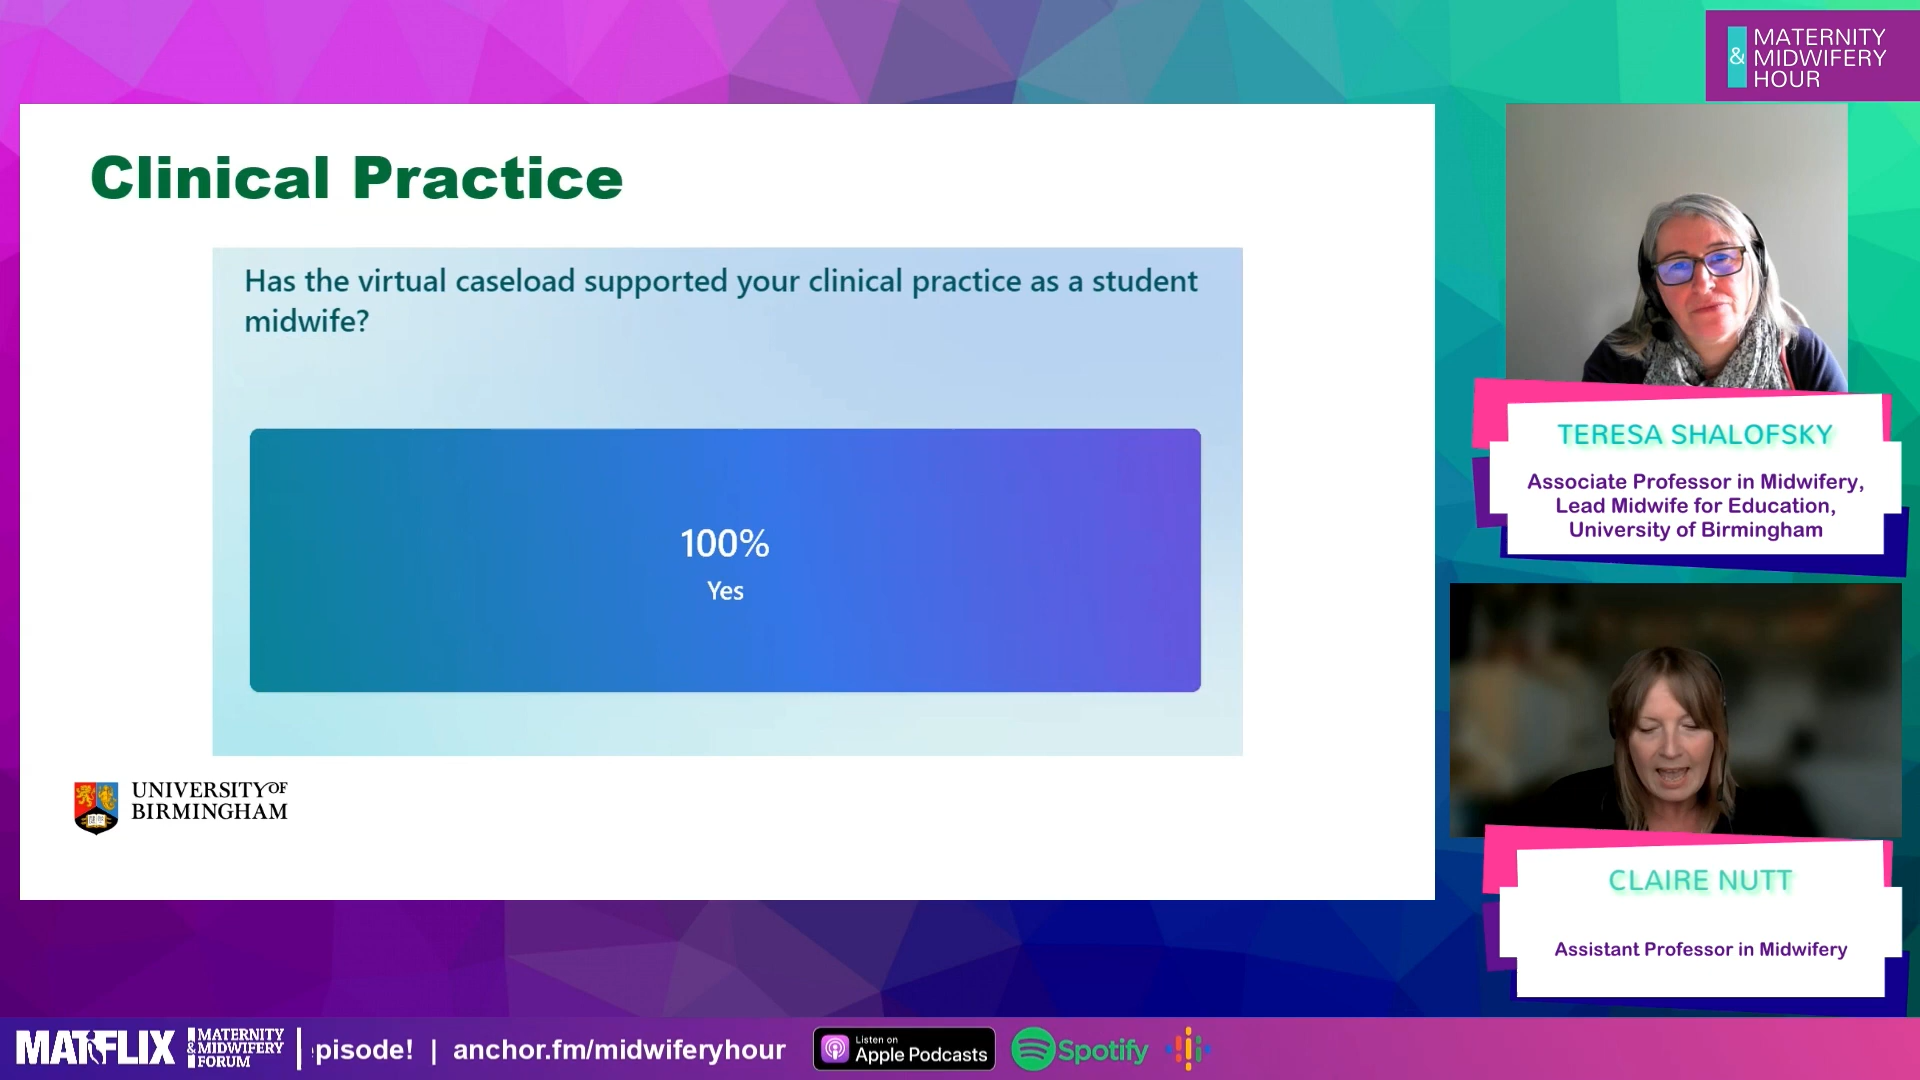 &
MATERNITY
MIDWIFERY
HOUR
Clinical Practice
Has the virtual caseload supported your clinical practice as a student
midwife?
100%
Yes
UNIVERSITY OF
BIRMINGHAM
TERESA SHALOFSKY
Associate Professor in Midwifery,
Lead Midwife for Education,
University of Birmingham
CLAIRE NUTT
Assistant Professor in Midwifery
MATFLIX
MATERNITY
&MIDWIFERY
FORUM
pisode! | anchor.fm/midwiferyhour
Listen on
Apple Podcasts
Spotify